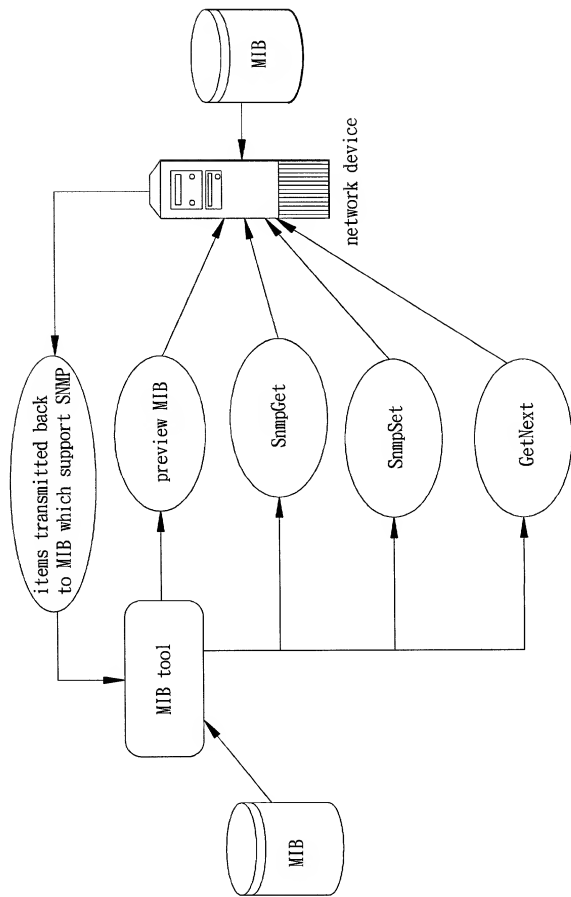 items transmitted back
to MIB which support SNMP
MIB
MIB tool
preview MIB
SnmpGet
SnmpSet
GetNext
network device
MIB